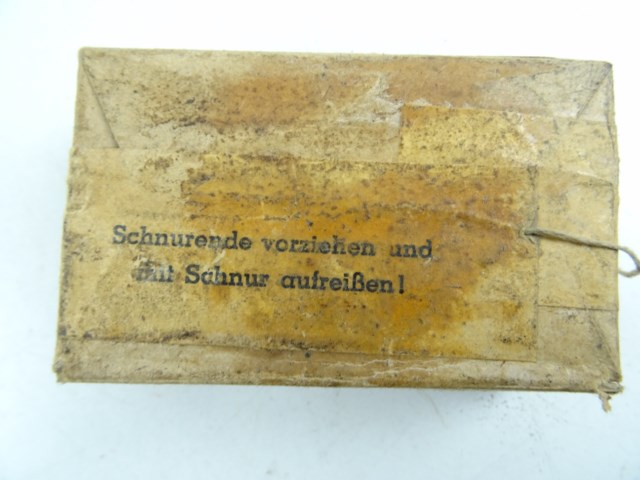 Schnurende vorziehen und
mit Schnur aufreißen!